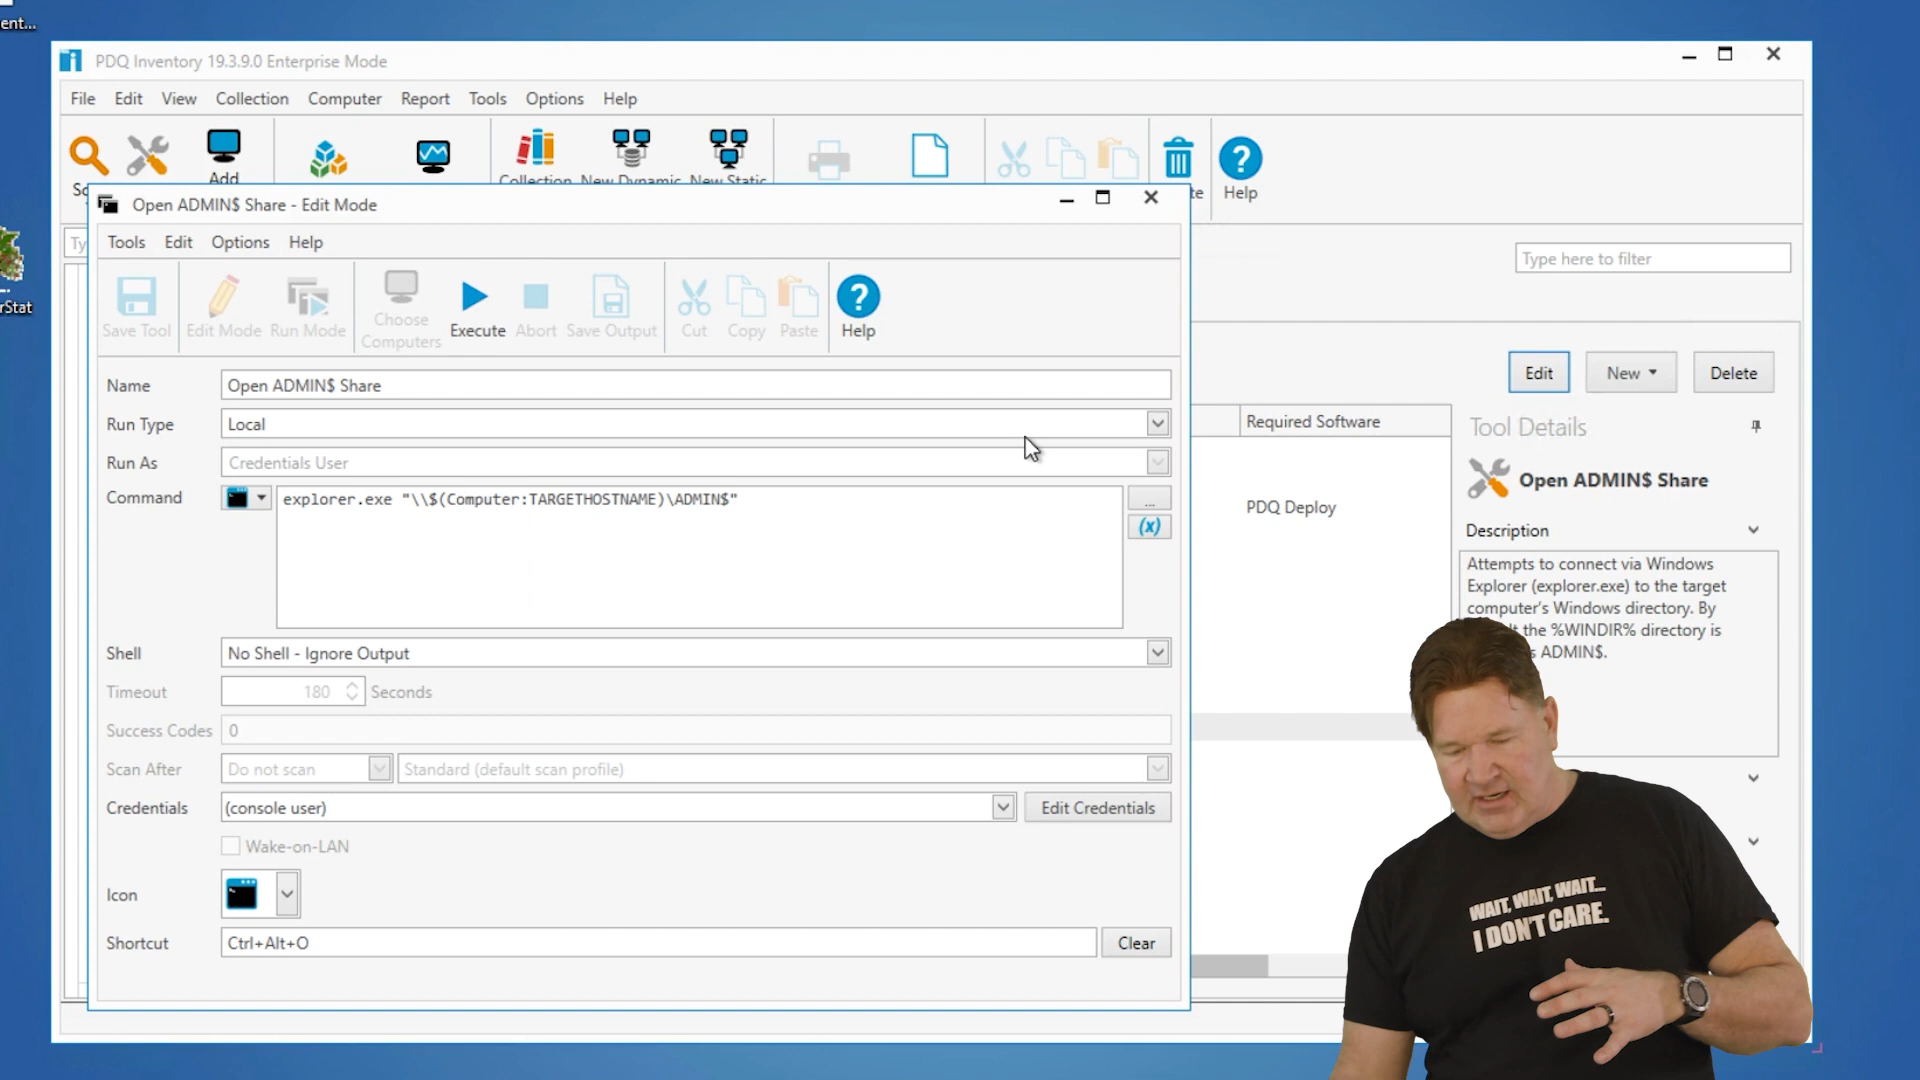 ent...
PDQ Inventory 19.3.9.0 Enterprise Mode
File Edit View Collection Computer Report Tools Options Help
Add
Collection New Dynamic New Static
Help
Open ADMIN$ Share - Edit Mode
Tools Edit Options Help
Type here to filter
rStat
Save Tool Edit Mode Run Mode Choose Computers Execute Abort Save Output Cut Copy Paste Help
Name Open ADMIN$ Share
Edit New Delete
Run Type Local
Required Software
Tool Details
Run As Credentials User
Open ADMIN$ Share
Command explorer.exe "\\$(Computer:TARGETHOSTNAME)\ADMIN$"
...
(x)
PDQ Deploy
Description
Attempts to connect via Windows
Explorer (explorer.exe) to the target
computer's Windows directory. By
the %WINDIR% directory is
ADMIN$.
Shell No Shell - Ignore Output
Timeout 180 Seconds
Success Codes 0
Scan After Do not scan Standard (default scan profile)
Credentials (console user) Edit Credentials
Wake-on-LAN
Icon
Shortcut Ctrl+Alt+O Clear
WAIT, WAIT, WAIT...
I DON'T CARE.